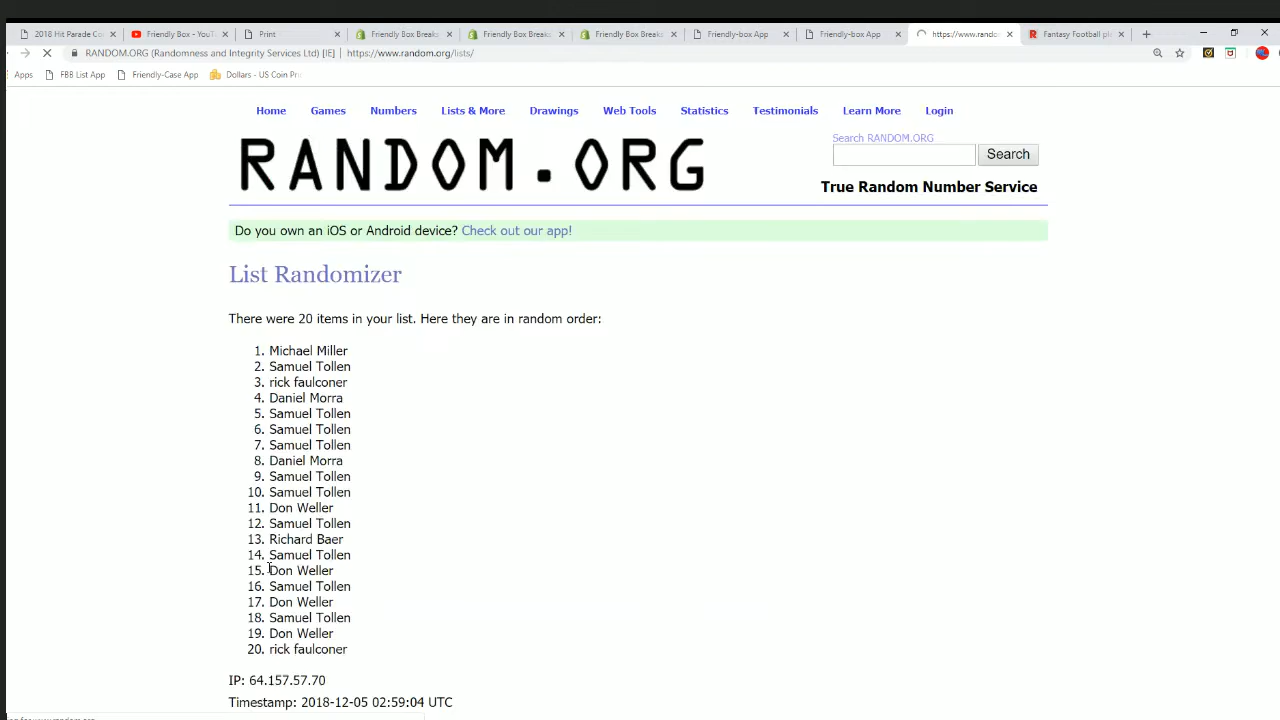 2018 Hit Parade Co
Friendly Box - YouT
Print
Friendly Box Breaks
Friendly Box Breaks
Friendly Box Breaks
Friendly-box App
Friendly-box App
https://www.rando
Fantasy Football pl
RANDOM.ORG (Randomness and Integrity Services Ltd) [IE] | https://www.random.org/lists/
Apps FBB List App Friendly-Case App Dollars - US Coin Pri
Home Games Numbers Lists & More Drawings Web Tools Statistics Testimonials Learn More Login
RANDOM.ORG
Search RANDOM.ORG
Search
True Random Number Service
Do you own an iOS or Android device? Check out our app!
List Randomizer
There were 20 items in your list. Here they are in random order:
1. Michael Miller
2. Samuel Tollen
3. rick faulconer
4. Daniel Morra
5. Samuel Tollen
6. Samuel Tollen
7. Samuel Tollen
8. Daniel Morra
9. Samuel Tollen
10. Samuel Tollen
11. Don Weller
12. Samuel Tollen
13. Richard Baer
14. Samuel Tollen
15. Don Weller
16. Samuel Tollen
17. Don Weller
18. Samuel Tollen
19. Don Weller
20. rick faulconer
IP: 64.157.57.70
Timestamp: 2018-12-05 02:59:04 UTC